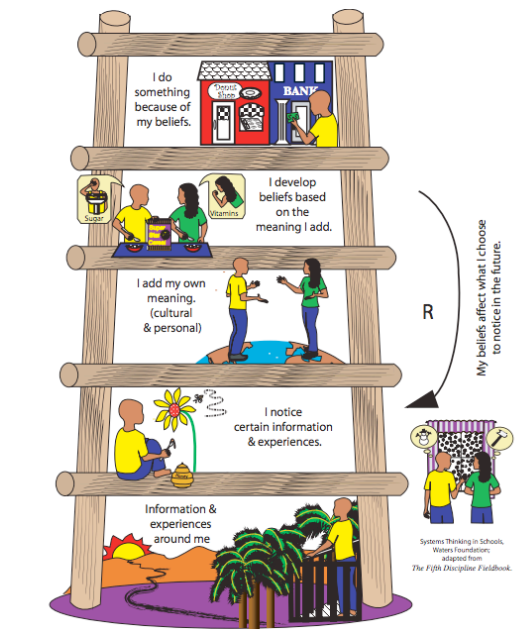 I do
something
because of
my beliefs.
Donut
Shop
BANK
Sugar
Vitamins
I develop
beliefs based
on the
meaning I add.
I add my own
meaning.
(cultural
& personal)
R
My beliefs affect what I choose
to notice in the future.
I notice
certain information
& experiences.
Information &
experiences
around me
Systems Thinking in Schools,
Waters Foundation;
adapted from
The Fifth Discipline Fieldbook.